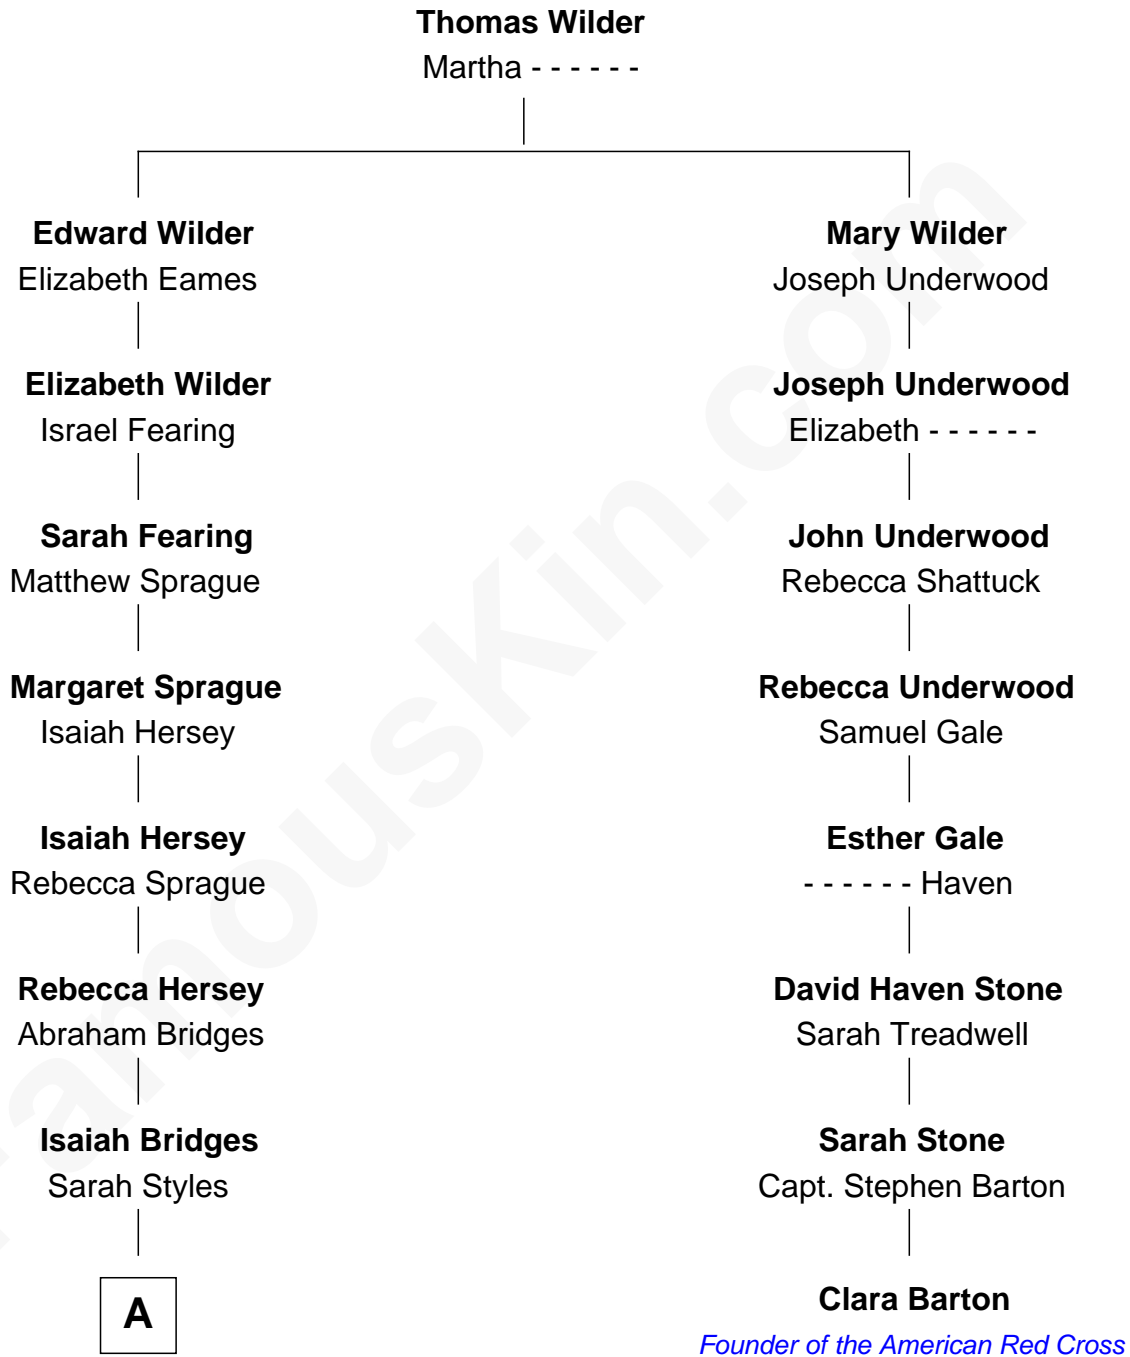 Thomas Wilder
Martha - - - - - -
Edward Wilder
Elizabeth Eames
Elizabeth Wilder
Israel Fearing
Sarah Fearing
Matthew Sprague
Margaret Sprague
Isaiah Hersey
Isaiah Hersey
Rebecca Sprague
Rebecca Hersey
Abraham Bridges
Isaiah Bridges
Sarah Styles
A
Mary Wilder
Joseph Underwood
Joseph Underwood
Elizabeth - - - - - -
John Underwood
Rebecca Shattuck
Rebecca Underwood
Samuel Gale
Esther Gale
- - - - - - Haven
David Haven Stone
Sarah Treadwell
Sarah Stone
Capt. Stephen Barton
Clara Barton
Founder of the American Red Cross
FamousKin.com